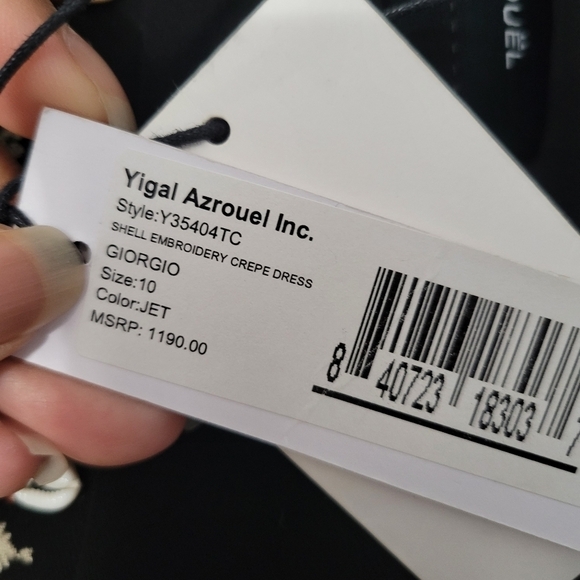 Yigal Azrouel Inc.
Style:Y35404TC
SHELL EMBROIDERY CREPE DRESS
GIORGIO
Size:10
Color:JET
MSRP: 1190.00
8 40723 18303